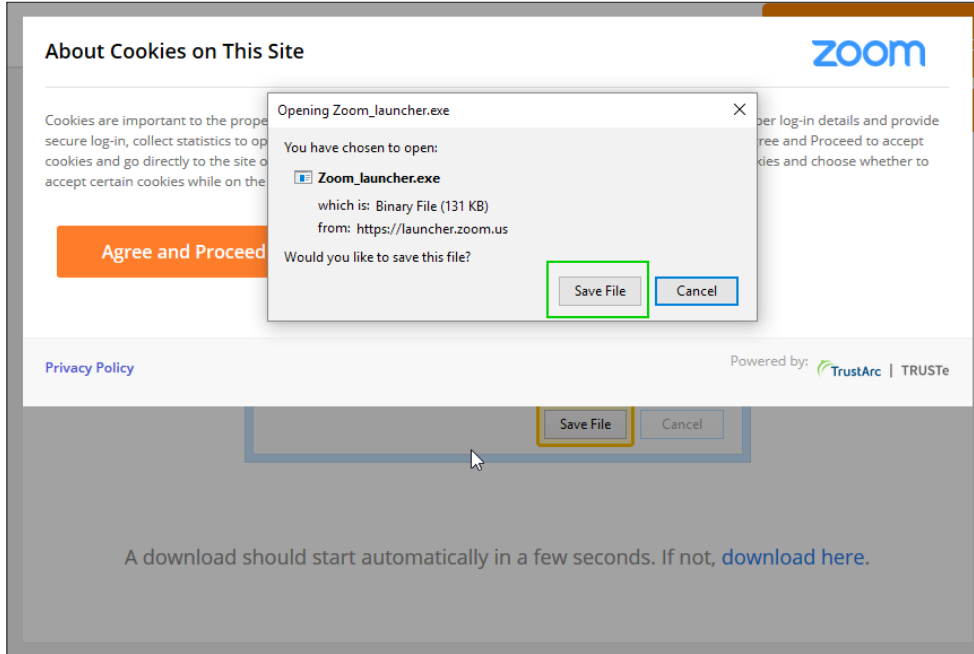 About Cookies on This Site
zoom
Cookies are important to the prope
secure log-in, collect statistics to op
cookies and go directly to the site o
accept certain cookies while on the
per log-in details and provide
ree and Proceed to accept
kies and choose whether to
Agree and Proceed
Opening Zoom_launcher.exe
You have chosen to open:
Zoom_launcher.exe
which is: Binary File (131 KB)
from: https://launcher.zoom.us
Would you like to save this file?
Save File Cancel
Privacy Policy
Powered by: TrustArc | TRUSTe
Save File Cancel
A download should start automatically in a few seconds. If not, download here.